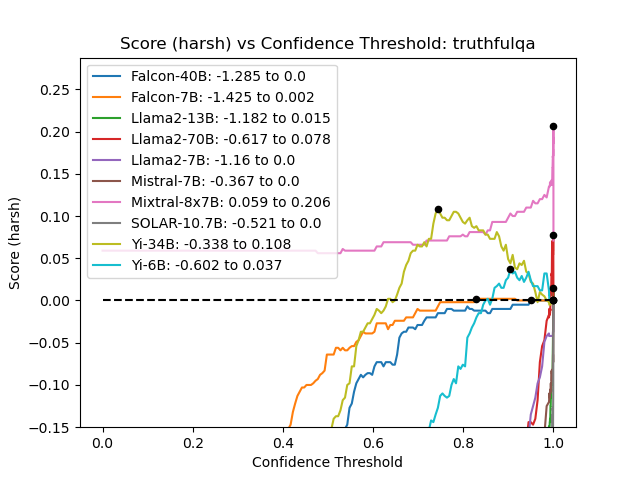 Score (harsh) vs Confidence Threshold: truthfulqa
Falcon-40B: -1.285 to 0.0
Falcon-7B: -1.425 to 0.002
Llama2-13B: -1.182 to 0.015
Llama2-70B: -0.617 to 0.078
Llama2-7B: -1.16 to 0.0
Mistral-7B: -0.367 to 0.0
Mixtral-8x7B: 0.059 to 0.206
SOLAR-10.7B: -0.521 to 0.0
Yi-34B: -0.338 to 0.108
Yi-6B: -0.602 to 0.037
Score (harsh)
0.25
0.20
0.15
0.10
0.05
0.00
−0.05
−0.10
−0.15
0.0 0.2 0.4 0.6 0.8 1.0
Confidence Threshold